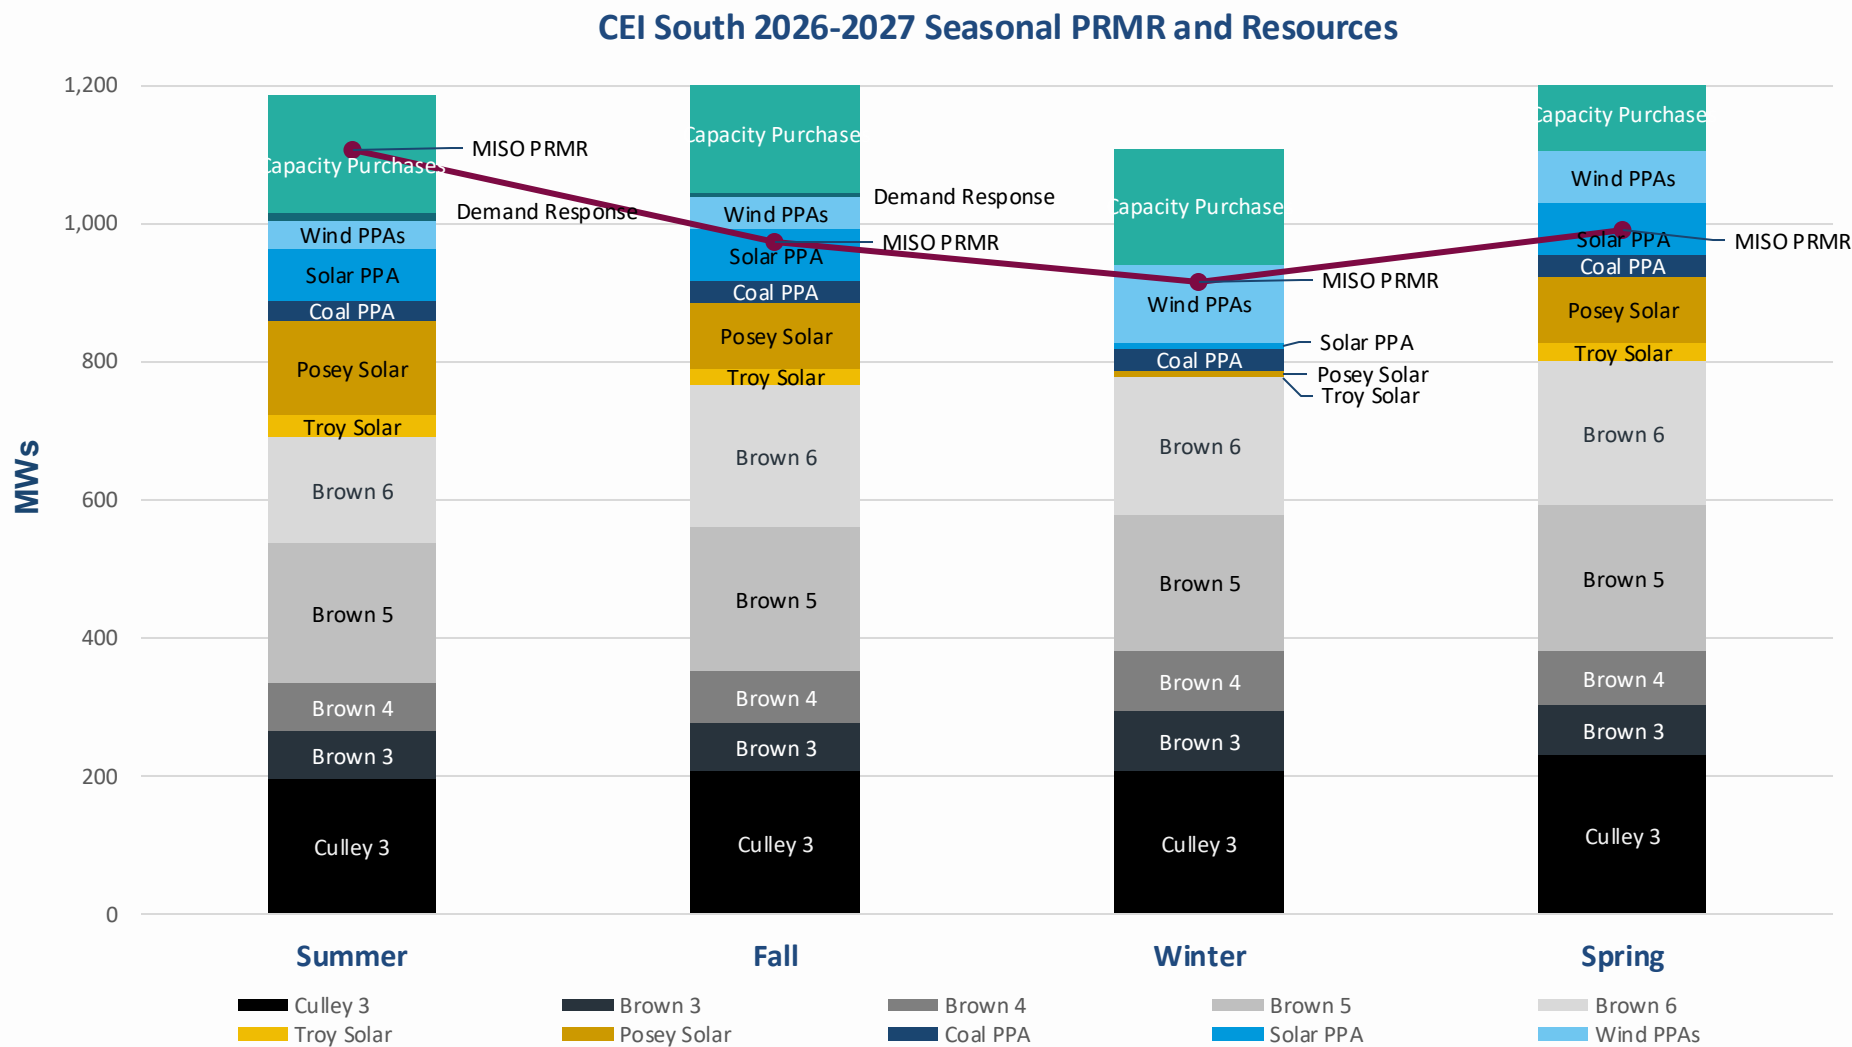 CEI South 2026-2027 Seasonal PRMR and Resources
MWs
1,200
1,000
800
600
400
200
0
Capacity Purchases
MISO PRMR
Demand Response
Wind PPAs
Solar PPA
Coal PPA
Posey Solar
Troy Solar
Brown 6
Brown 5
Brown 4
Brown 3
Culley 3
Capacity Purchase
Demand Response
Wind PPAs
MISO PRMR
Solar PPA
Coal PPA
Posey Solar
Troy Solar
Brown 6
Brown 5
Brown 4
Brown 3
Culley 3
Capacity Purchase
MISO PRMR
Wind PPAs
Solar PPA
Coal PPA
Posey Solar
Troy Solar
Brown 6
Brown 5
Brown 4
Brown 3
Culley 3
Capacity Purchase
Wind PPAs
Solar PPA
MISO PRMR
Coal PPA
Posey Solar
Troy Solar
Brown 6
Brown 5
Brown 4
Brown 3
Culley 3
Summer Fall Winter Spring
Culley 3 Brown 3 Brown 4 Brown 5 Brown 6
Troy Solar Posey Solar Coal PPA Solar PPA Wind PPAs